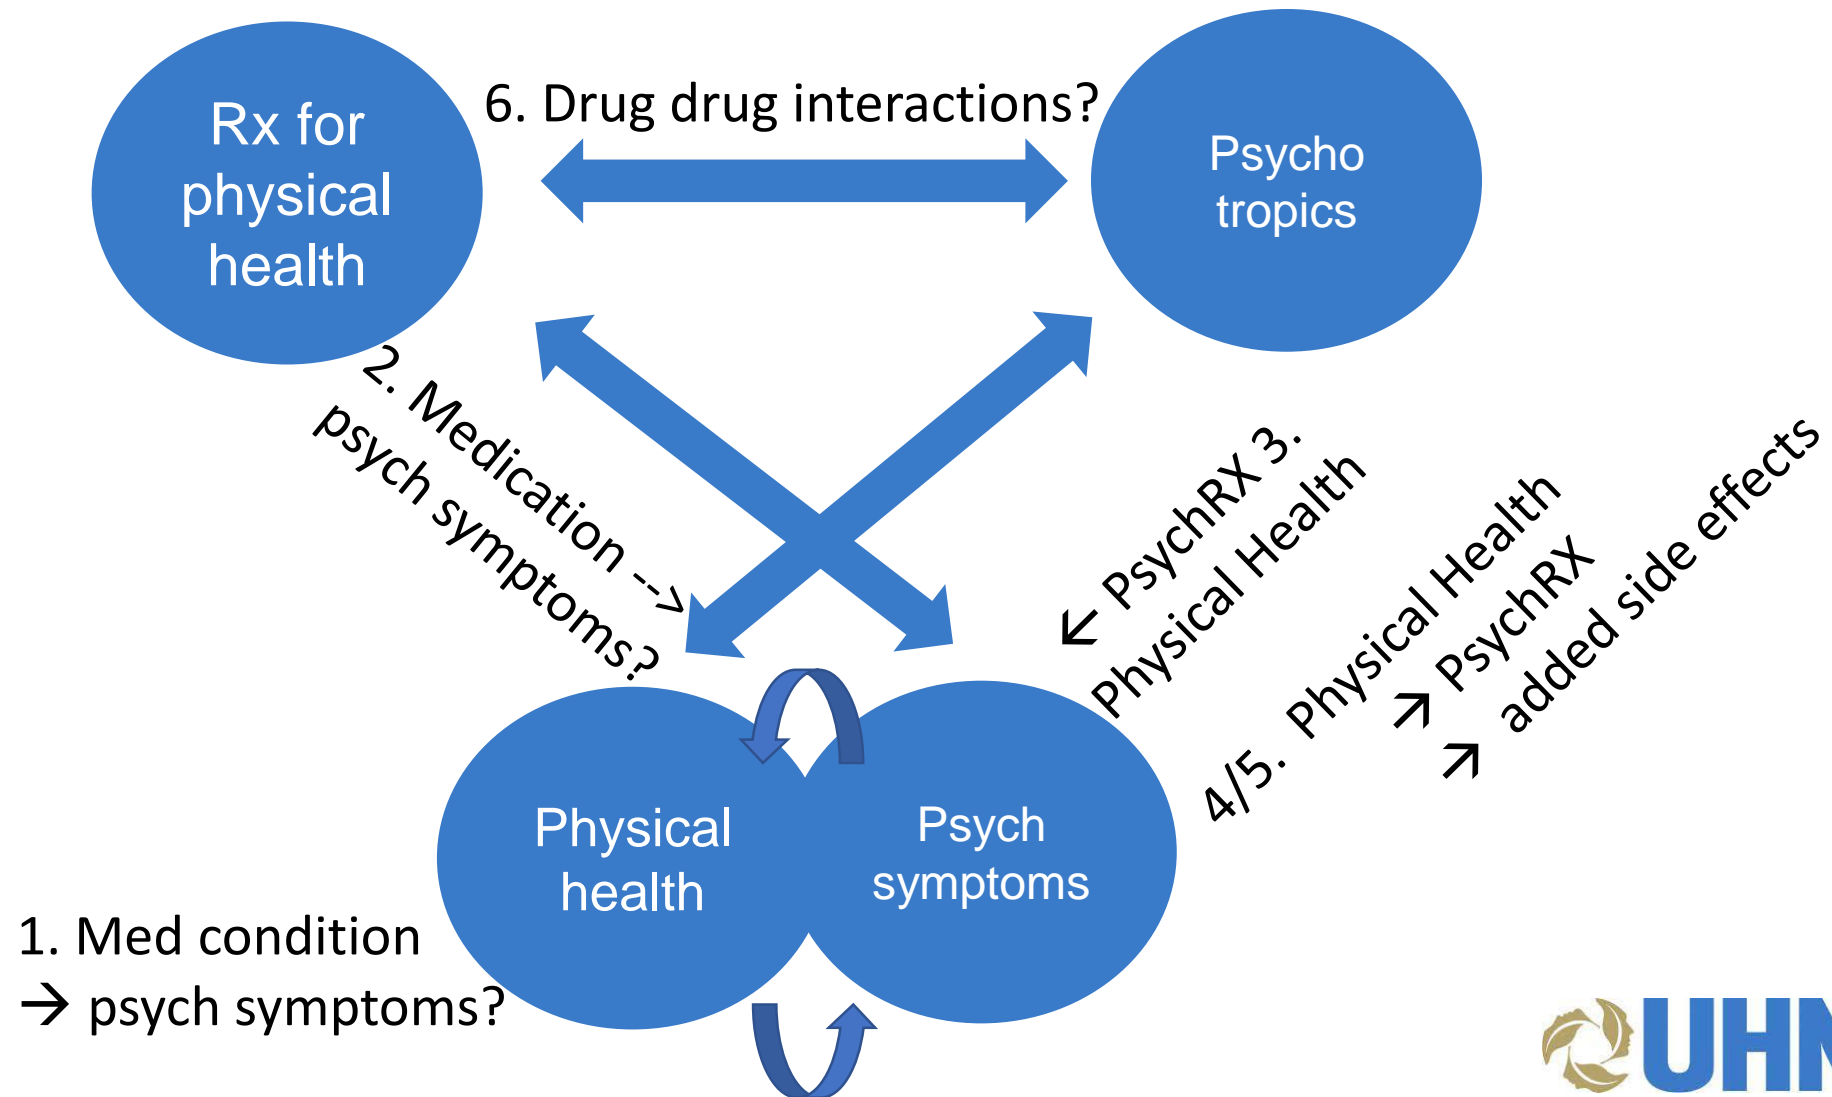 Rx for
physical
health
6. Drug drug interactions?
Psycho
tropics
2. Medication -->
psych symptoms?
← PsychRX 3.
Physical Health
4/5. Physical Health
→ PsychRX
→ added side effects
Physical
health
Psych
symptoms
1. Med condition
→ psych symptoms?
UHN